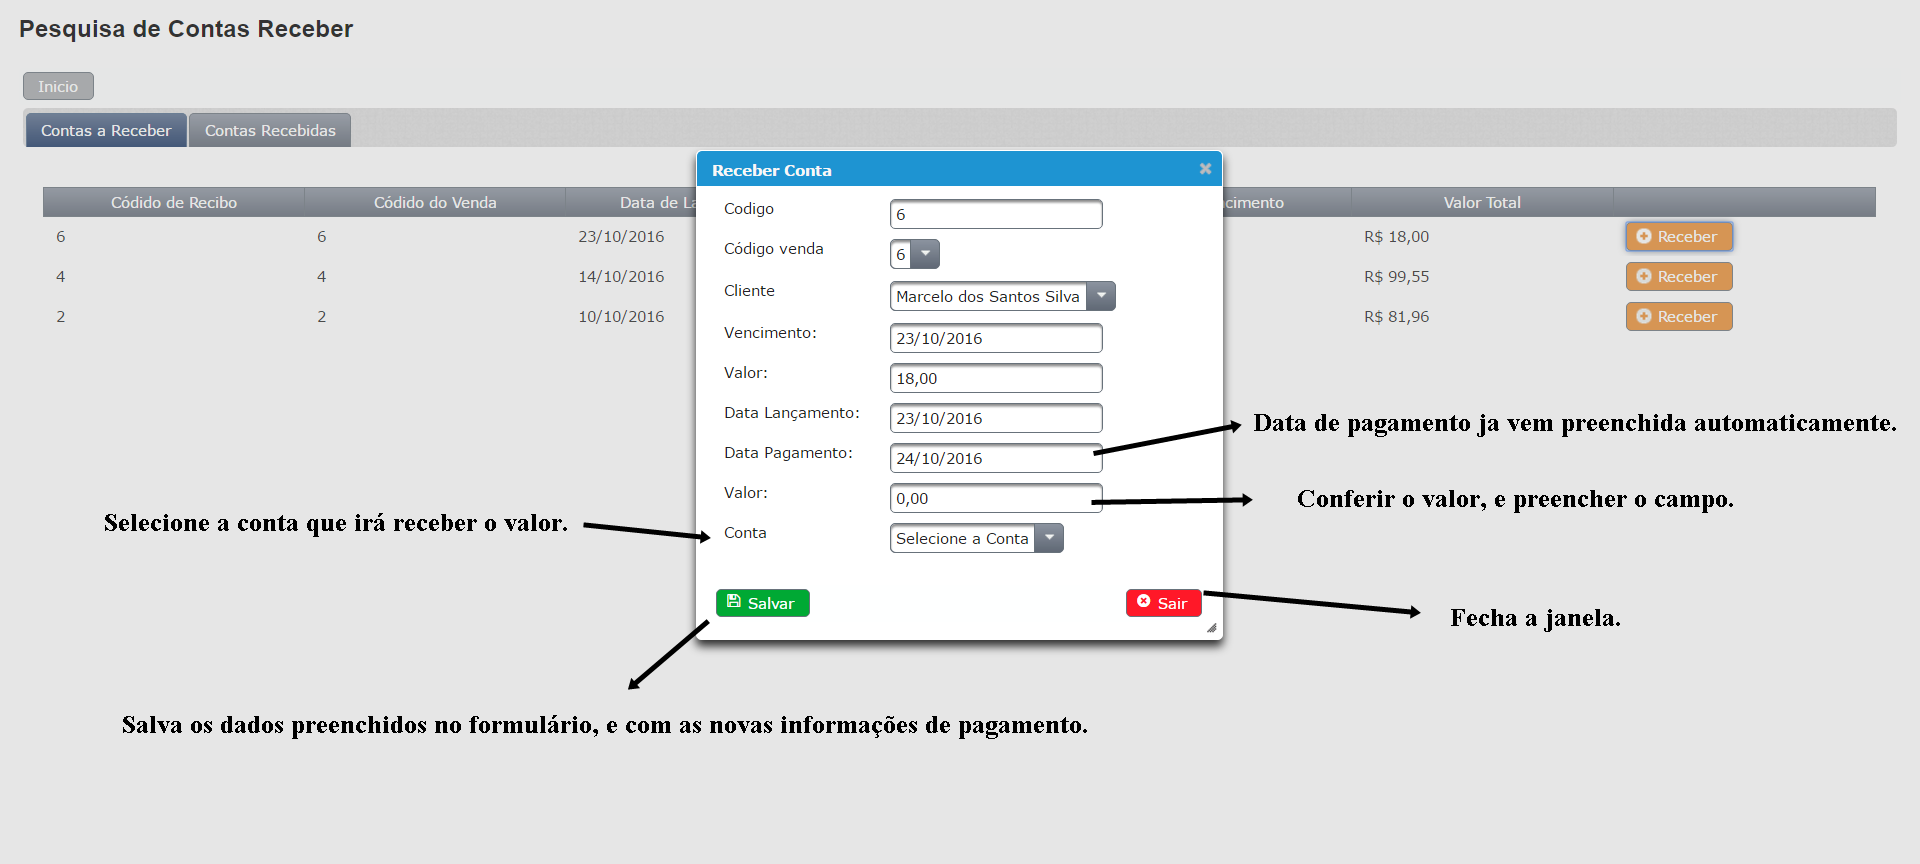 Pesquisa de Contas Receber
Inicio
Contas a Receber Contas Recebidas
Códido de Recibo Códido do Venda Data de La cimento Valor Total
6 6 23/10/2016 R$ 18,00 Receber
4 4 14/10/2016 R$ 99,55 Receber
2 2 10/10/2016 R$ 81,96 Receber
Receber Conta
Codigo 6
Código venda 6
Cliente Marcelo dos Santos Silva
Vencimento: 23/10/2016
Valor: 18,00
Data Lançamento: 23/10/2016
Data Pagamento: 24/10/2016
Valor: 0,00
Conta Selecione a Conta
Salvar Sair
Data de pagamento ja vem preenchida automaticamente.
Conferir o valor, e preencher o campo.
Selecione a conta que irá receber o valor.
Fecha a janela.
Salva os dados preenchidos no formulário, e com as novas informações de pagamento.